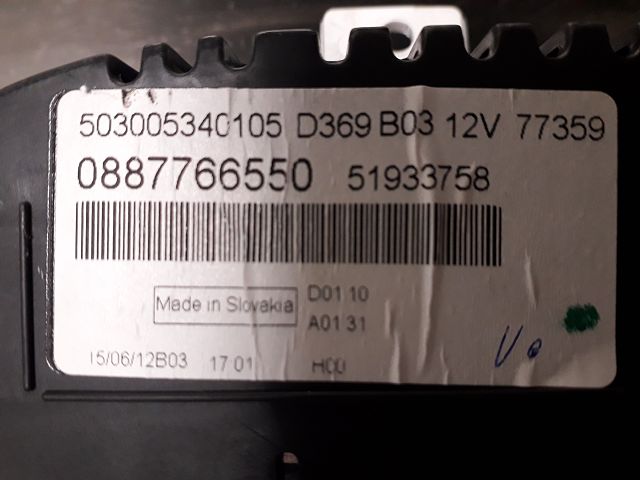 503005340105 D369 B03 12V 77359
0887766550 51933758
Made in Slovakia
D01 10
A01 31
15/06/12B03 17 01 H00